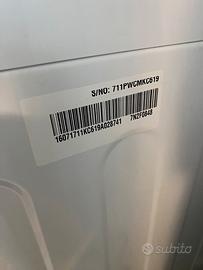 S/NO: 711PWCMKC619
16071711KC619A028741
7NZF0848
subito